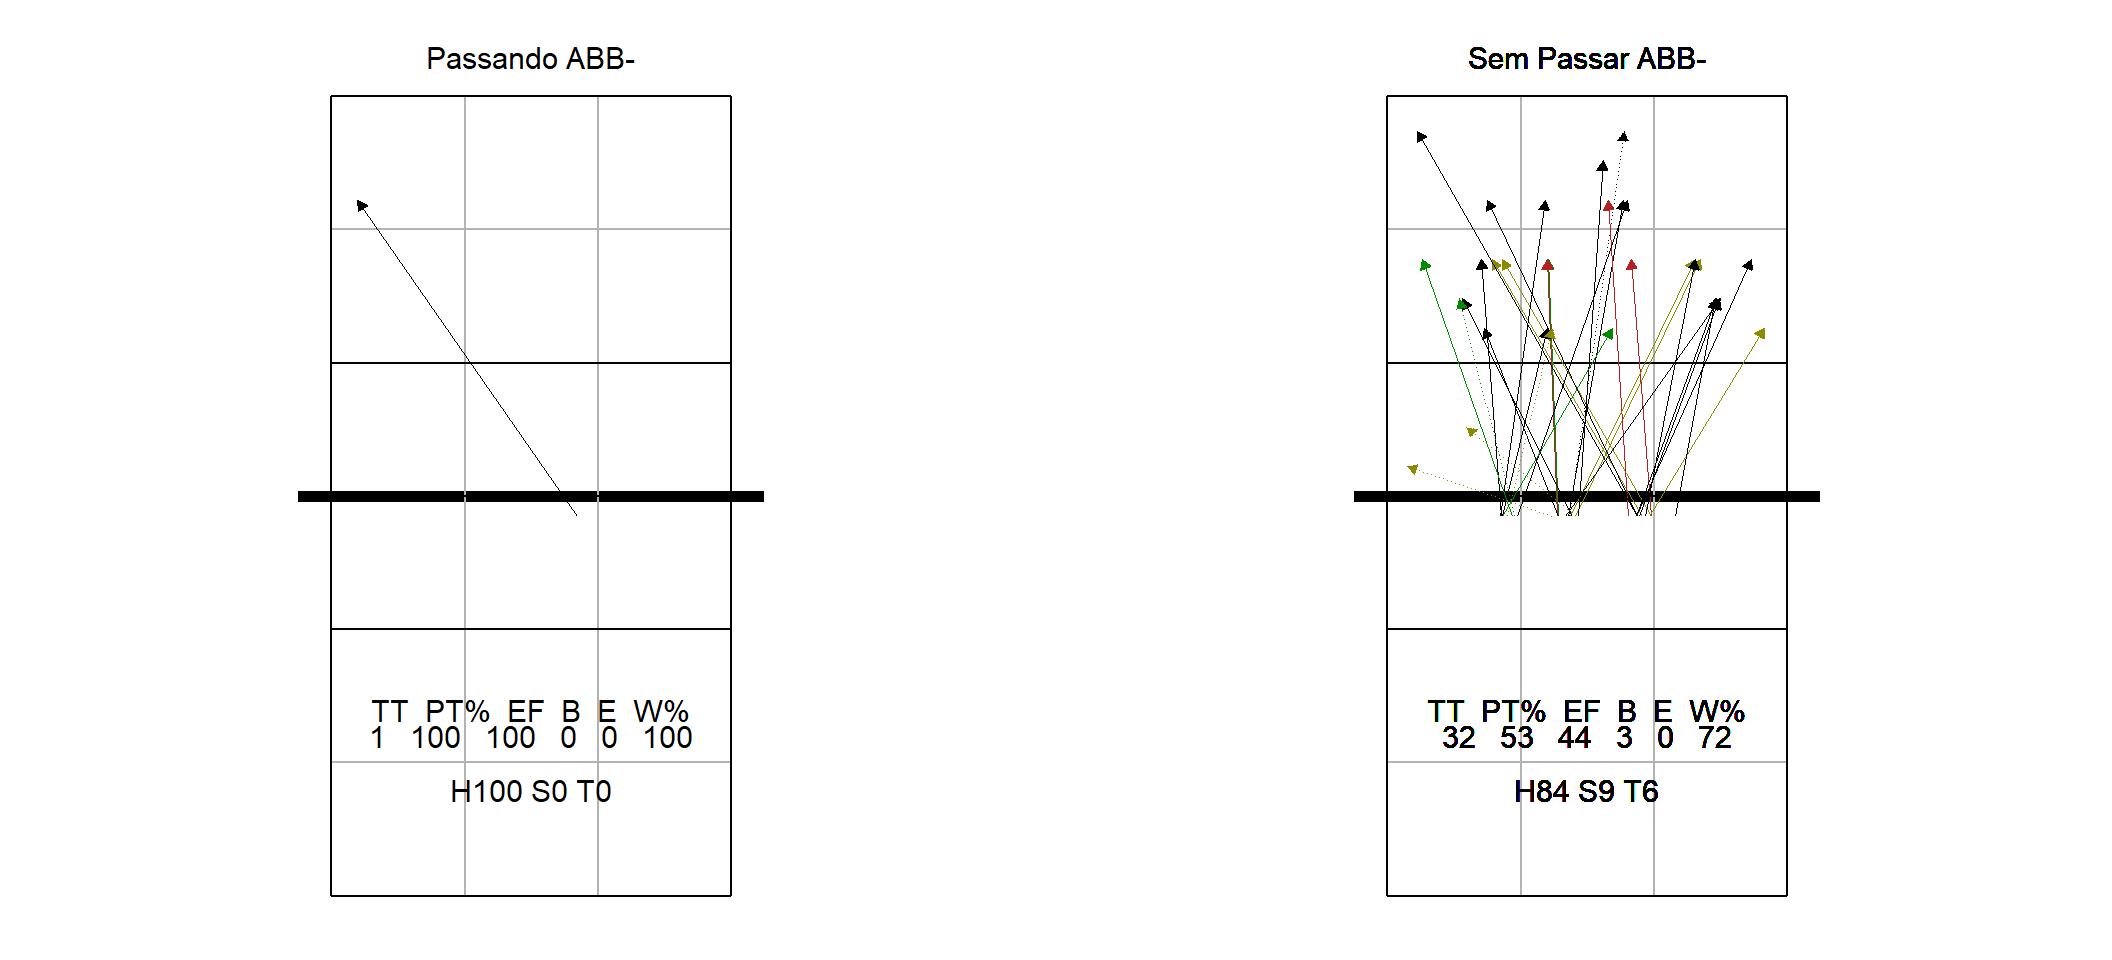 Passando ABB-
TT PT% EF B E W%
1 100 100 0 0 100
H100 S0 T0
Sem Passar ABB-
TT PT% EF B E W%
32 53 44 3 0 72
H84 S9 T6